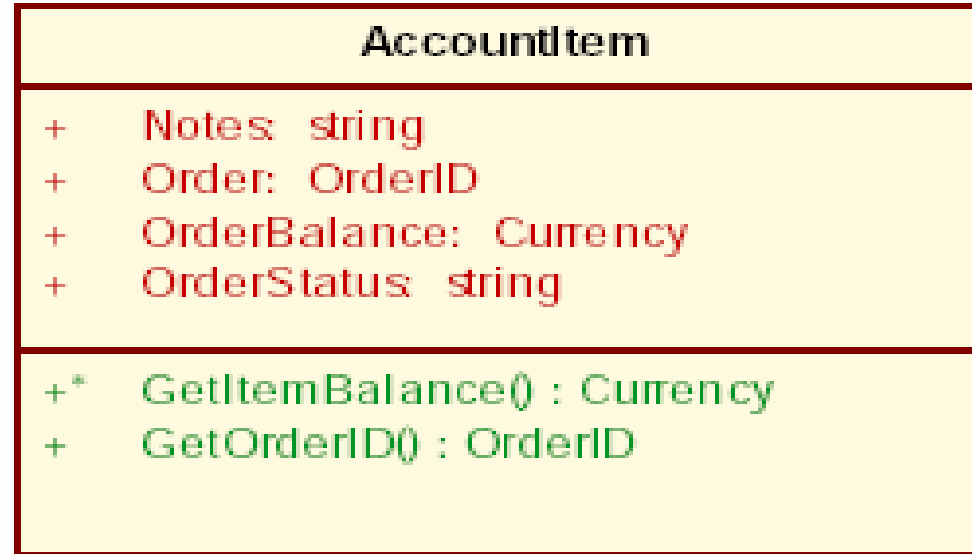 AccountItem
+ Notes: string
+ Order: OrderID
+ OrderBalance: Currency
+ OrderStatus: string
+* GetItemBalance() : Currency
+ GetOrderID() : OrderID